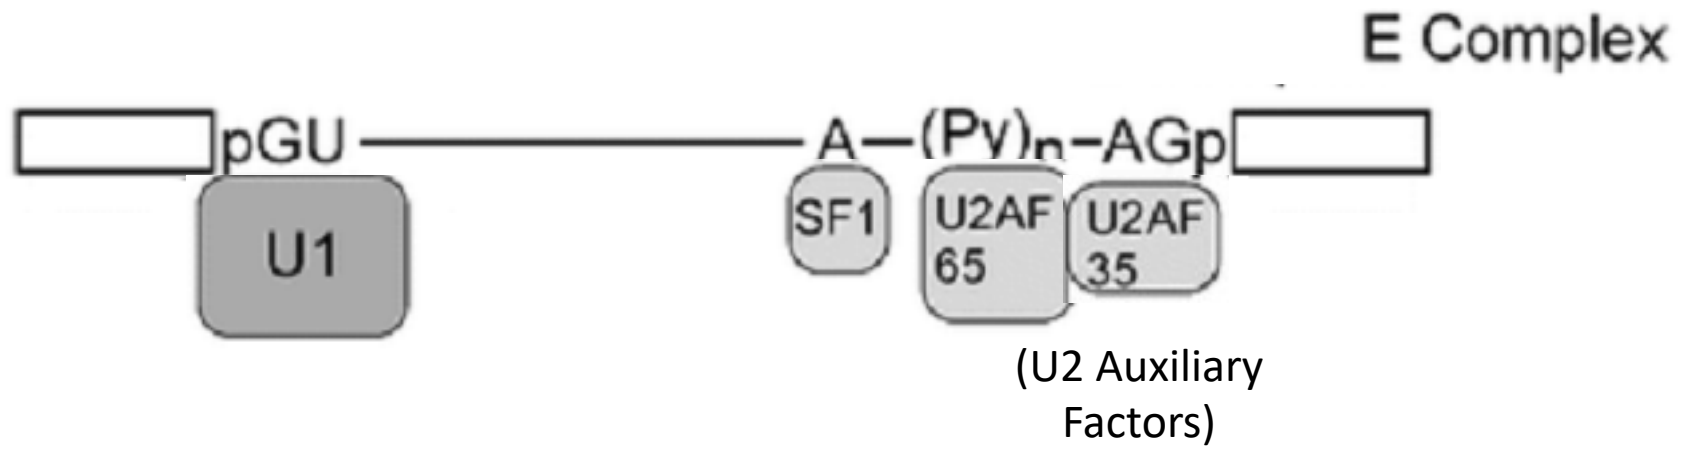 E Complex
pGU A (Py)n AGp
U1
SF1
U2AF
65
U2AF
35
(U2 Auxiliary
Factors)